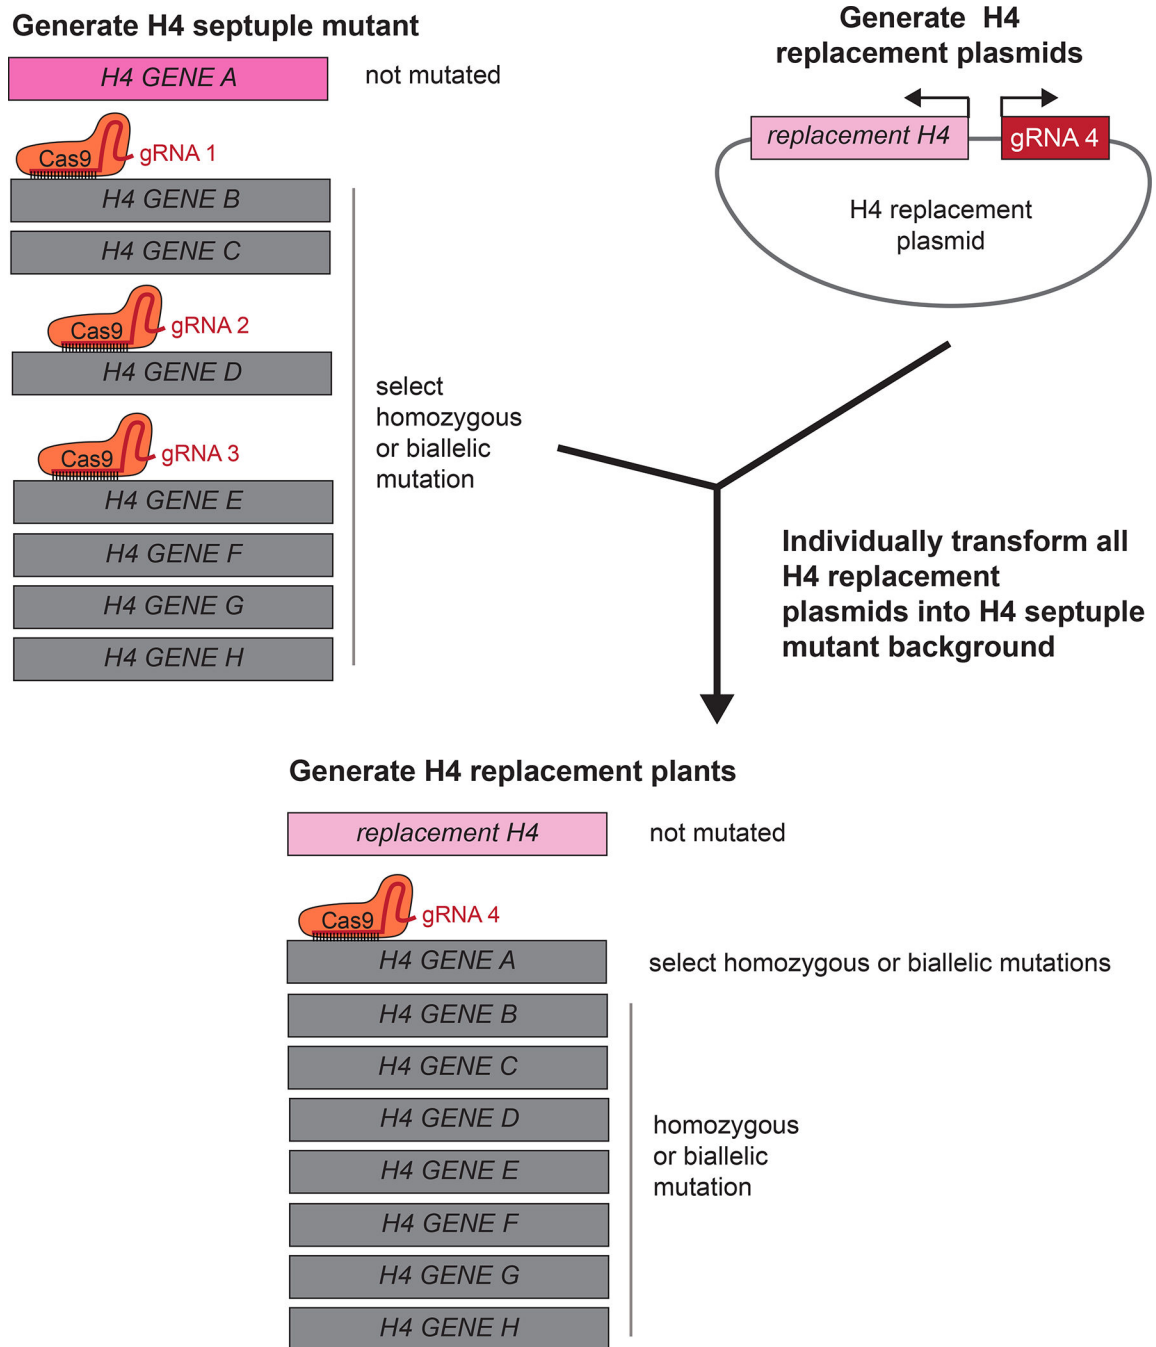 Generate H4 septuple mutant
H4 GENE A
not mutated
Cas9
gRNA 1
H4 GENE B
H4 GENE C
Cas9
gRNA 2
H4 GENE D
Cas9
gRNA 3
H4 GENE E
H4 GENE F
H4 GENE G
H4 GENE H
select
homozygous
or biallelic
mutation
Generate H4
replacement plasmids
replacement H4
gRNA 4
H4 replacement
plasmid
Individually transform all
H4 replacement
plasmids into H4 septuple
mutant background
Generate H4 replacement plants
replacement H4
not mutated
Cas9
gRNA 4
H4 GENE A
select homozygous or biallelic mutations
H4 GENE B
H4 GENE C
H4 GENE D
H4 GENE E
H4 GENE F
H4 GENE G
H4 GENE H
homozygous
or biallelic
mutation